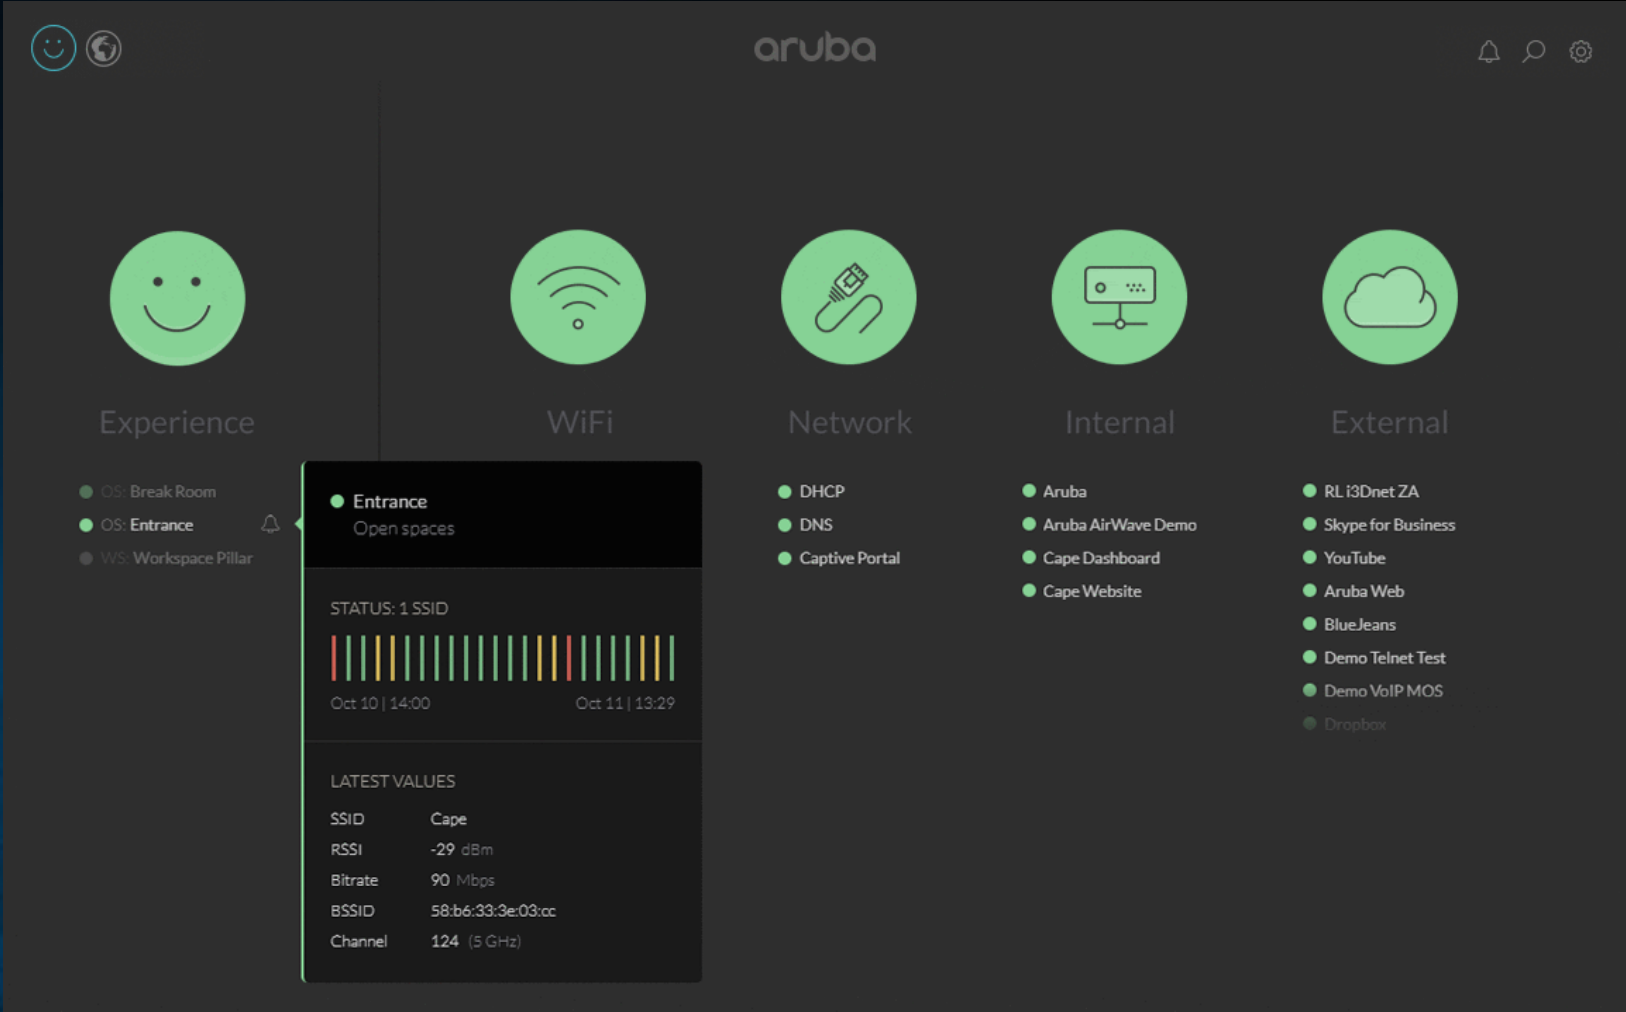 aruba
Experience
OS: Break Room
OS: Entrance
WS: Workspace Pillar
Entrance
Open spaces
STATUS: 1 SSID
Oct 10 | 14:00
Oct 11 | 13:29
LATEST VALUES
SSID Cape
RSSI -29 dBm
Bitrate 90 Mbps
BSSID 58:b6:33:3e:03:cc
Channel 124 (5 GHz)
WiFi
Network
DHCP
DNS
Captive Portal
Internal
Aruba
Aruba AirWave Demo
Cape Dashboard
Cape Website
External
RL i3Dnet ZA
Skype for Business
YouTube
Aruba Web
BlueJeans
Demo Telnet Test
Demo VoIP MOS
Dropbox